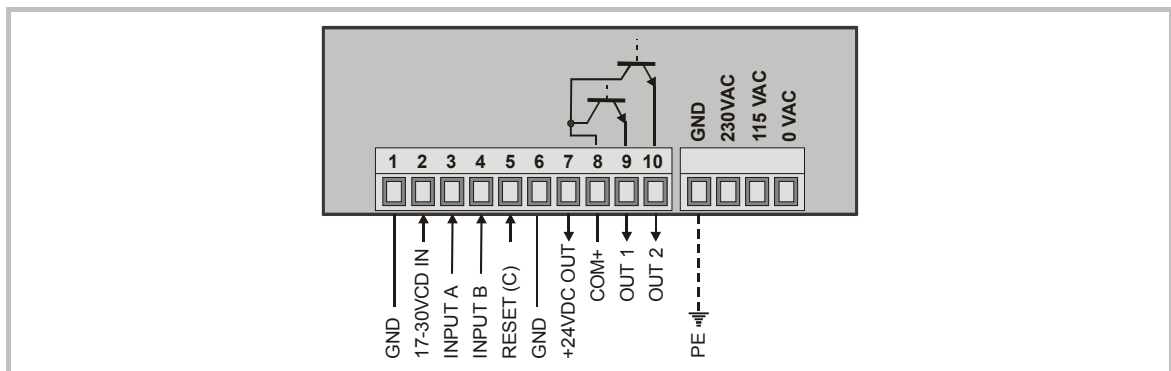 GND
230VAC
115 VAC
0 VAC
1 2 3 4 5 6 7 8 9 10
GND
17-30VCD IN
INPUT A
INPUT B
RESET (C)
GND
+24VDC OUT
COM+
OUT 1
OUT 2
PE